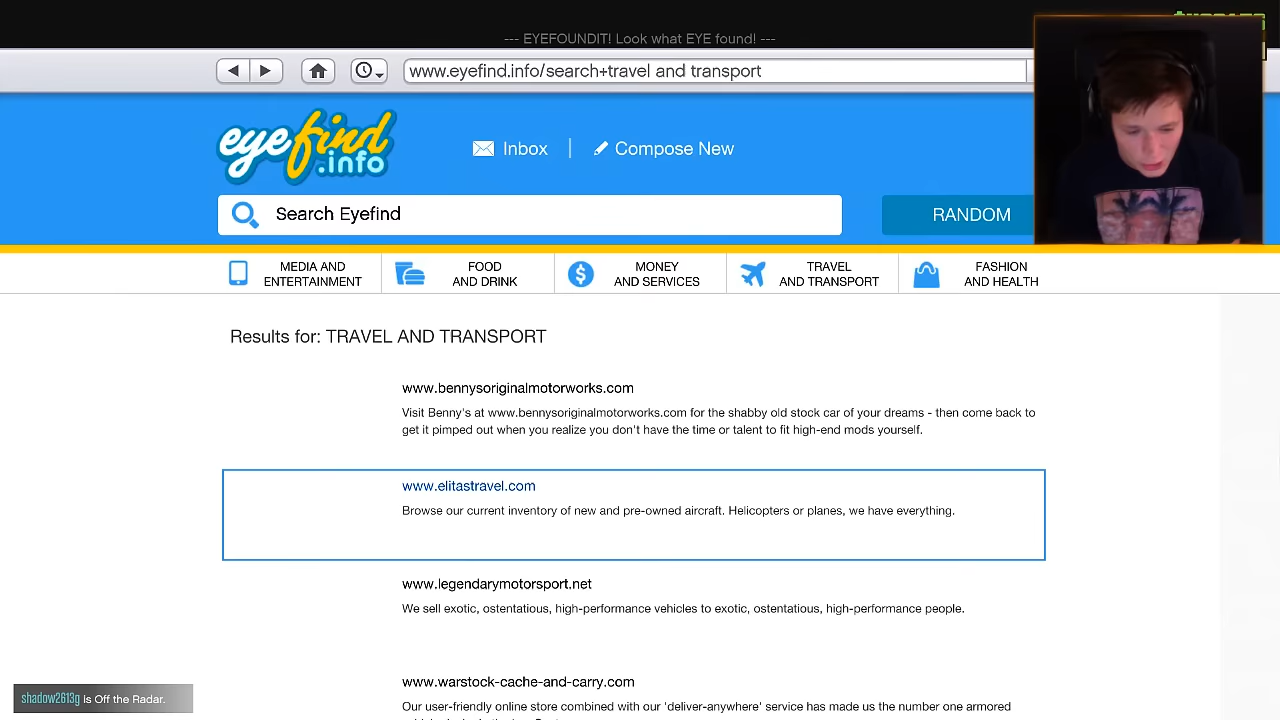 --- EYEFOUNDIT! Look what EYE found! ---
www.eyefind.info/search+travel and transport
eyefind
.info
Inbox | Compose New
Search Eyefind
RANDOM
MEDIA AND
ENTERTAINMENT
FOOD
AND DRINK
MONEY
AND SERVICES
TRAVEL
AND TRANSPORT
FASHION
AND HEALTH
Results for: TRAVEL AND TRANSPORT
www.bennysoriginalmotorworks.com
Visit Benny's at www.bennysoriginalmotorworks.com for the shabby old stock car of your dreams - then come back to
get it pimped out when you realize you don't have the time or talent to fit high-end mods yourself.
www.elitastravel.com
Browse our current inventory of new and pre-owned aircraft. Helicopters or planes, we have everything.
www.legendarymotorsport.net
We sell exotic, ostentatious, high-performance vehicles to exotic, ostentatious, high-performance people.
www.warstock-cache-and-carry.com
Our user-friendly online store combined with our 'deliver-anywhere' service has made us the number one armored
shadow2613g Is Off the Radar.